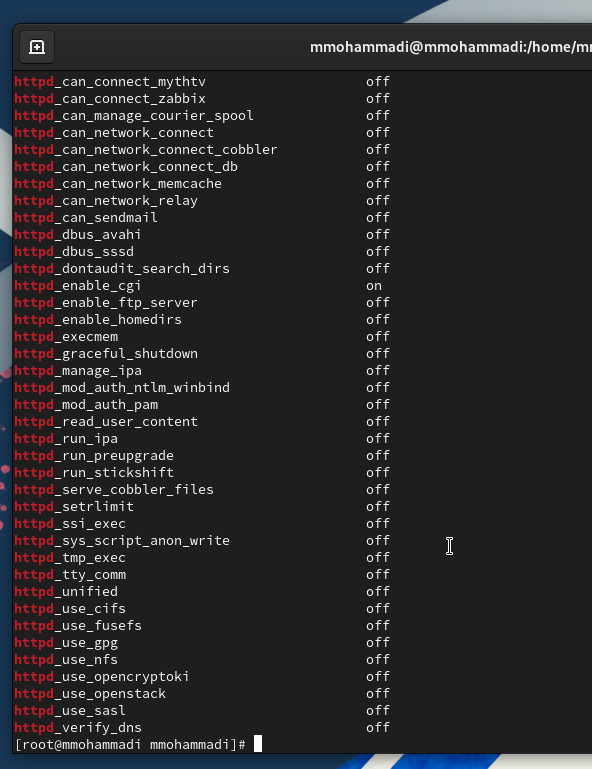 mmohammadi@mmohammadi:/home/m
httpd_can_connect_mythtv off
httpd_can_connect_zabbix off
httpd_can_manage_courier_spool off
httpd_can_network_connect off
httpd_can_network_connect_cobbler off
httpd_can_network_connect_db off
httpd_can_network_memcache off
httpd_can_network_relay off
httpd_can_sendmail off
httpd_dbus_avahi off
httpd_dbus_sssd off
httpd_dontaudit_search_dirs off
httpd_enable_cgi on
httpd_enable_ftp_server off
httpd_enable_homedirs off
httpd_execmem off
httpd_graceful_shutdown off
httpd_manage_ipa off
httpd_mod_auth_ntlm_winbind off
httpd_mod_auth_pam off
httpd_read_user_content off
httpd_run_ipa off
httpd_run_preupgrade off
httpd_run_stickshift off
httpd_serve_cobbler_files off
httpd_setrlimit off
httpd_ssi_exec off
httpd_sys_script_anon_write off
httpd_tmp_exec off
httpd_tty_comm off
httpd_unified off
httpd_use_cifs off
httpd_use_fusefs off
httpd_use_gpg off
httpd_use_nfs off
httpd_use_opencryptoki off
httpd_use_openstack off
httpd_use_sasl off
httpd_verify_dns off
[root@mmohammadi mmohammadi]#